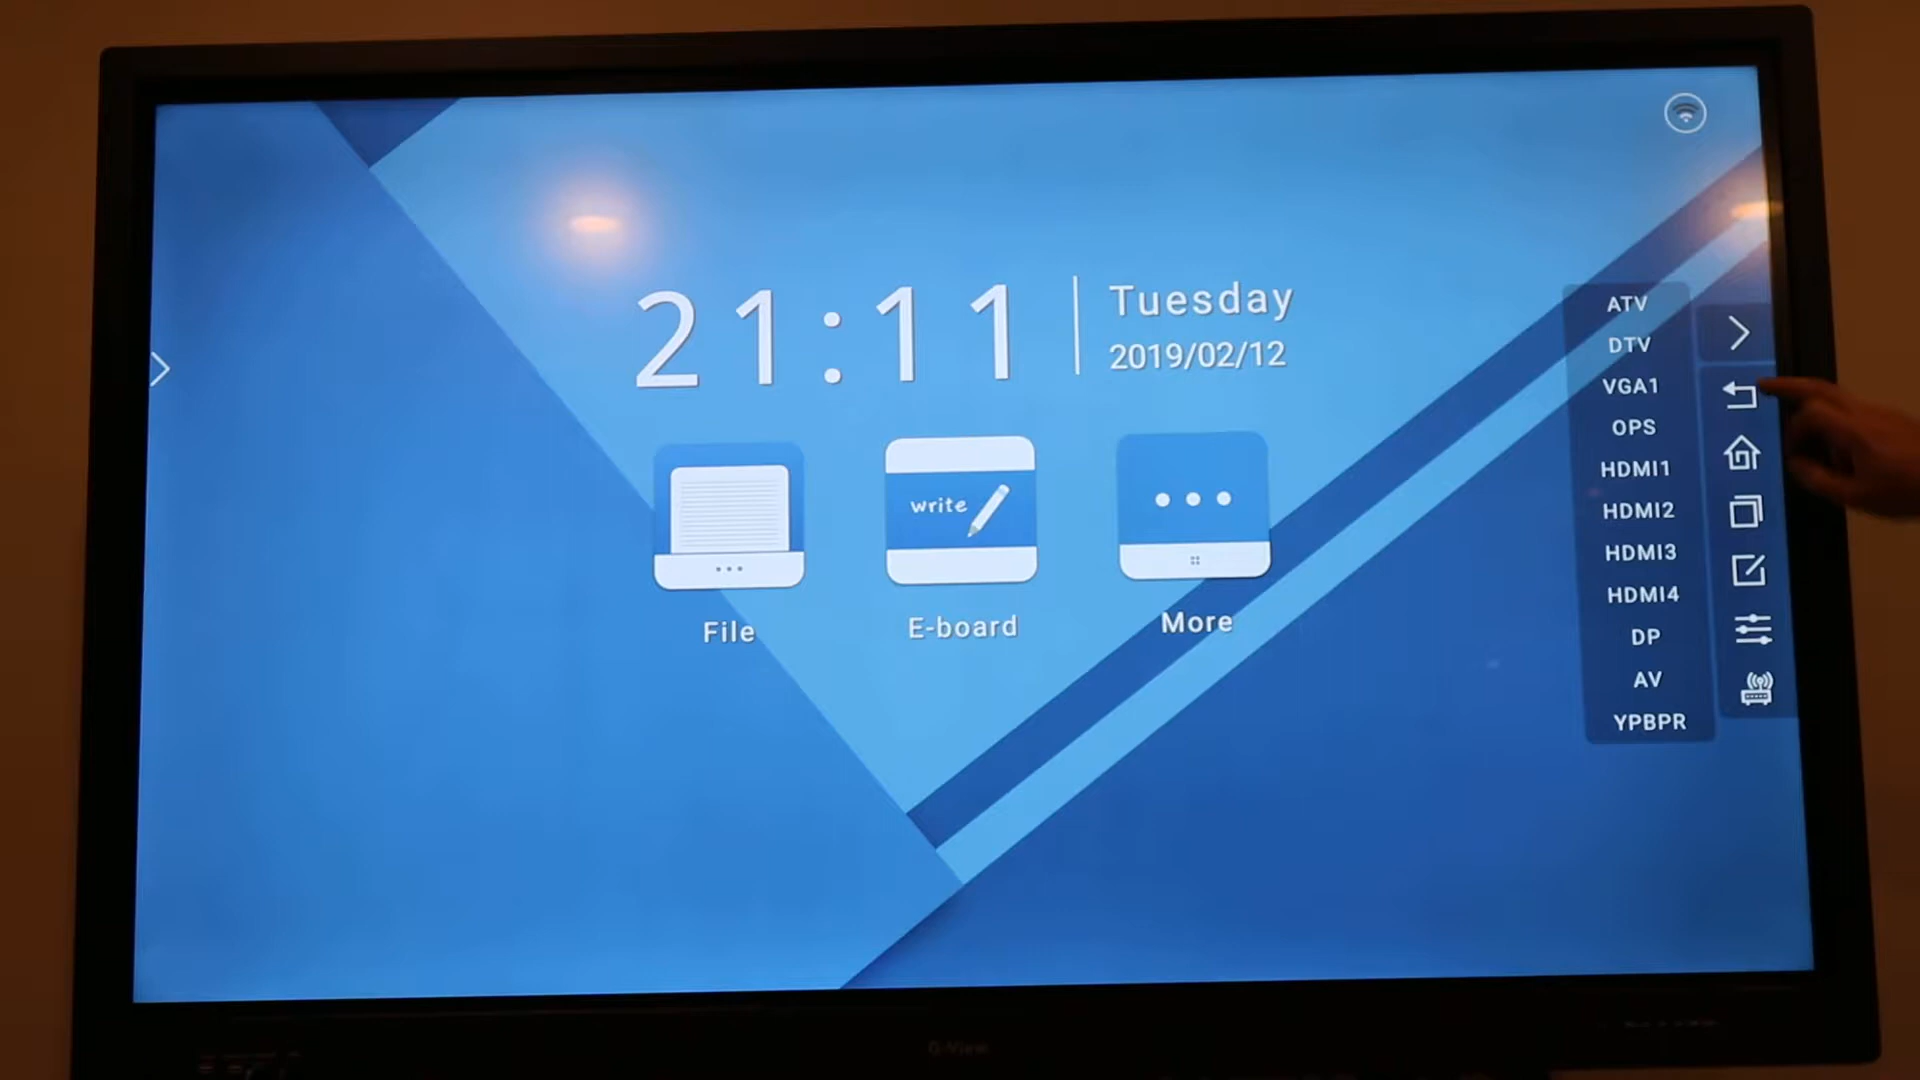 21:11
Tuesday
2019/02/12
write
File
E-board
More
ATV
DTV
VGA1
OPS
HDMI1
HDMI2
HDMI3
HDMI4
DP
AV
YPBPR